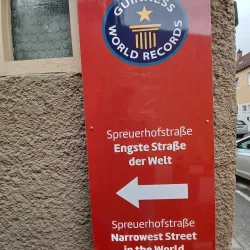 GUINNESS
WORLD RECORDS
Spreuerhofstraße
Engste Straße
der Welt
Spreuerhofstraße
Narrowest Street
in the World